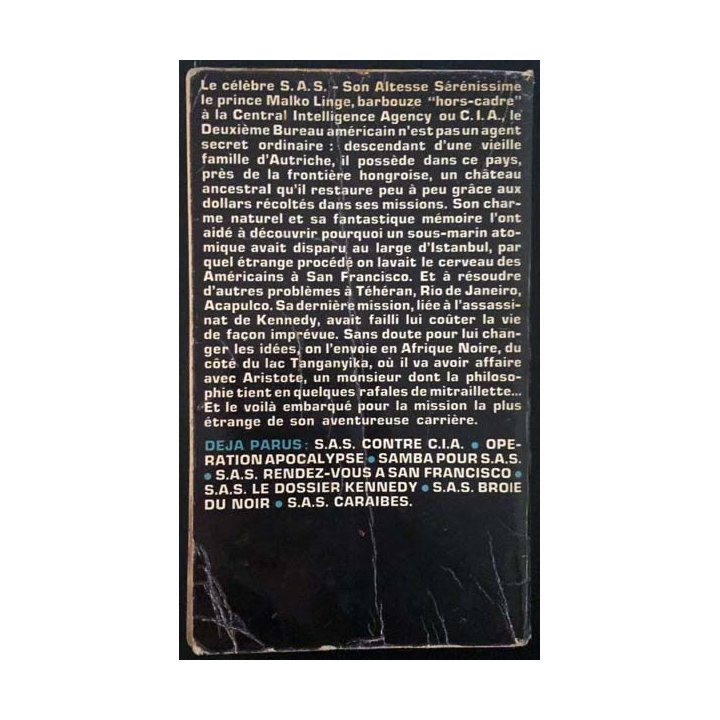 Le célèbre S.A.S. - Son Altesse Sérénissime
le prince Malko Linge, barbouze "hors-cadre"
à la Central Intelligence Agency ou C.I.A., le
Deuxième Bureau américain n'est pas un agent
secret ordinaire : descendant d'une vieille
famille d'Autriche, il possède dans ce pays,
près de la frontière hongroise, un château
ancestral qu'il restaure peu à peu grâce aux
dollars récoltés dans ses missions. Son char-
me naturel et sa fantastique mémoire l'ont
aidé à découvrir pourquoi un sous-marin ato-
mique avait disparu au large d'Istanbul, par
quel étrange procédé on lavait le cerveau des
Américains à San Francisco. Et à résoudre
d'autres problèmes à Téhéran, Rio de Janeiro,
Acapulco. Sa dernière mission, liée à l'assassi-
nat de Kennedy, avait failli lui coûter la vie
de façon imprévue. Sans doute pour lui chan-
ger les idées, on l'envoie en Afrique Noire, du
côté du lac Tanganyika, où il va avoir affaire
avec Aristote, un monsieur dont la philoso-
phie tient en quelques rafales de mitraillette...
Et le voilà embarqué pour la mission la plus
étrange de son aventureuse carrière.
DEJA PARUS : S.A.S. CONTRE C.I.A. • OPE-
RATION APOCALYPSE • SAMBA POUR S.A.S.
• S.A.S. RENDEZ-VOUS A SAN FRANCISCO •
S.A.S. LE DOSSIER KENNEDY • S.A.S. BROIE
DU NOIR • S.A.S. CARAIBES.